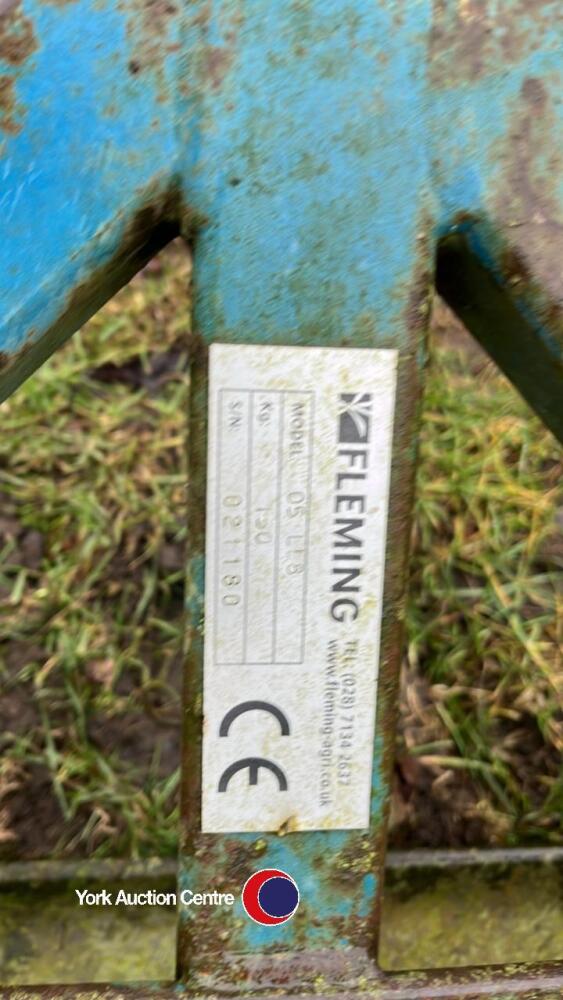 FLEMING
TEL: (028) 7134 2637
www.fleming-agri.co.uk
MODEL:
KG:
S/N: 021180
CE
York Auction Centre